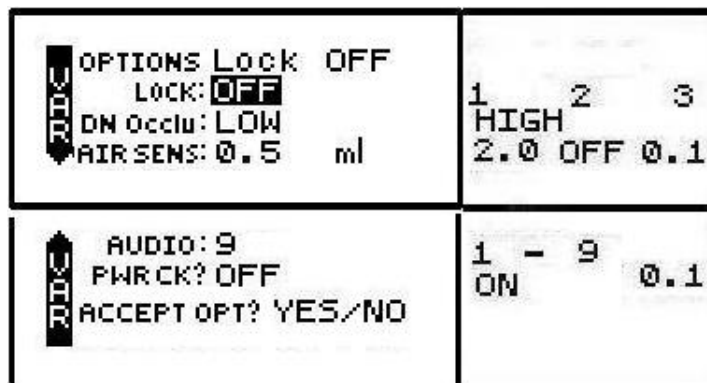 VAR
OPTIONS Lock OFF
LOCK: OFF
DN Occlu: LOW
AIR SENS: 0.5 ml
1 2 3
HIGH
2.0 OFF 0.1
VAR
AUDIO: 9
PWR CK? OFF
ACCEPT OPT? YES/NO
1 - 9
ON 0.1